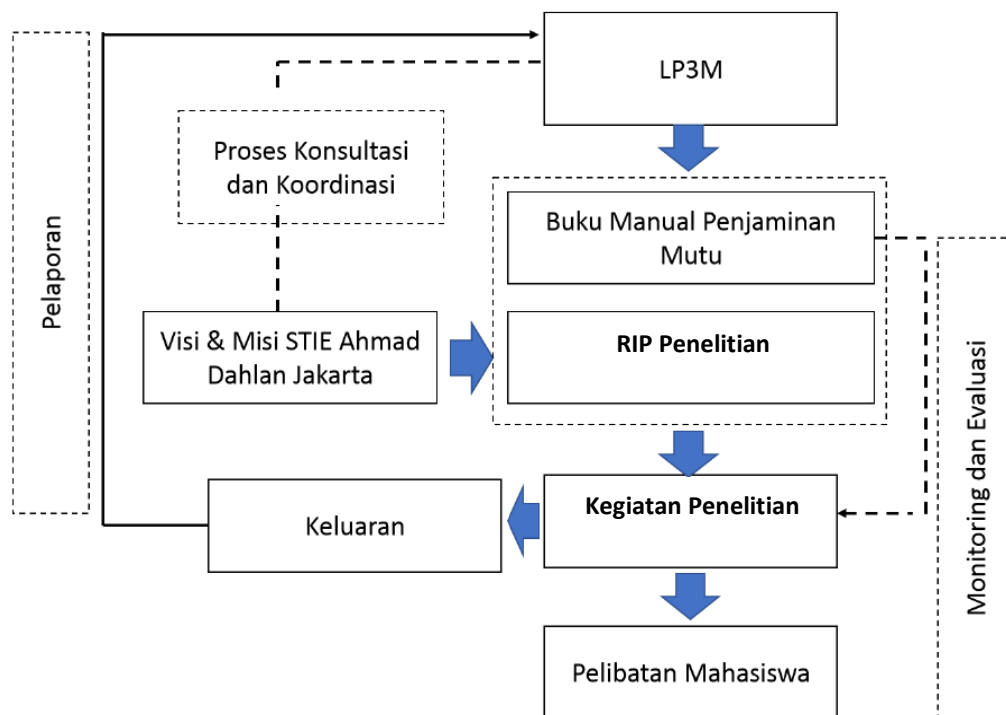 LP3M
Proses Konsultasi
dan Koordinasi
Buku Manual Penjaminan
Mutu
Pelaporan
Visi & Misi STIE Ahmad
Dahlan Jakarta
RIP Penelitian
Monitoring dan Evaluasi
Kegiatan Penelitian
Keluaran
Pelibatan Mahasiswa